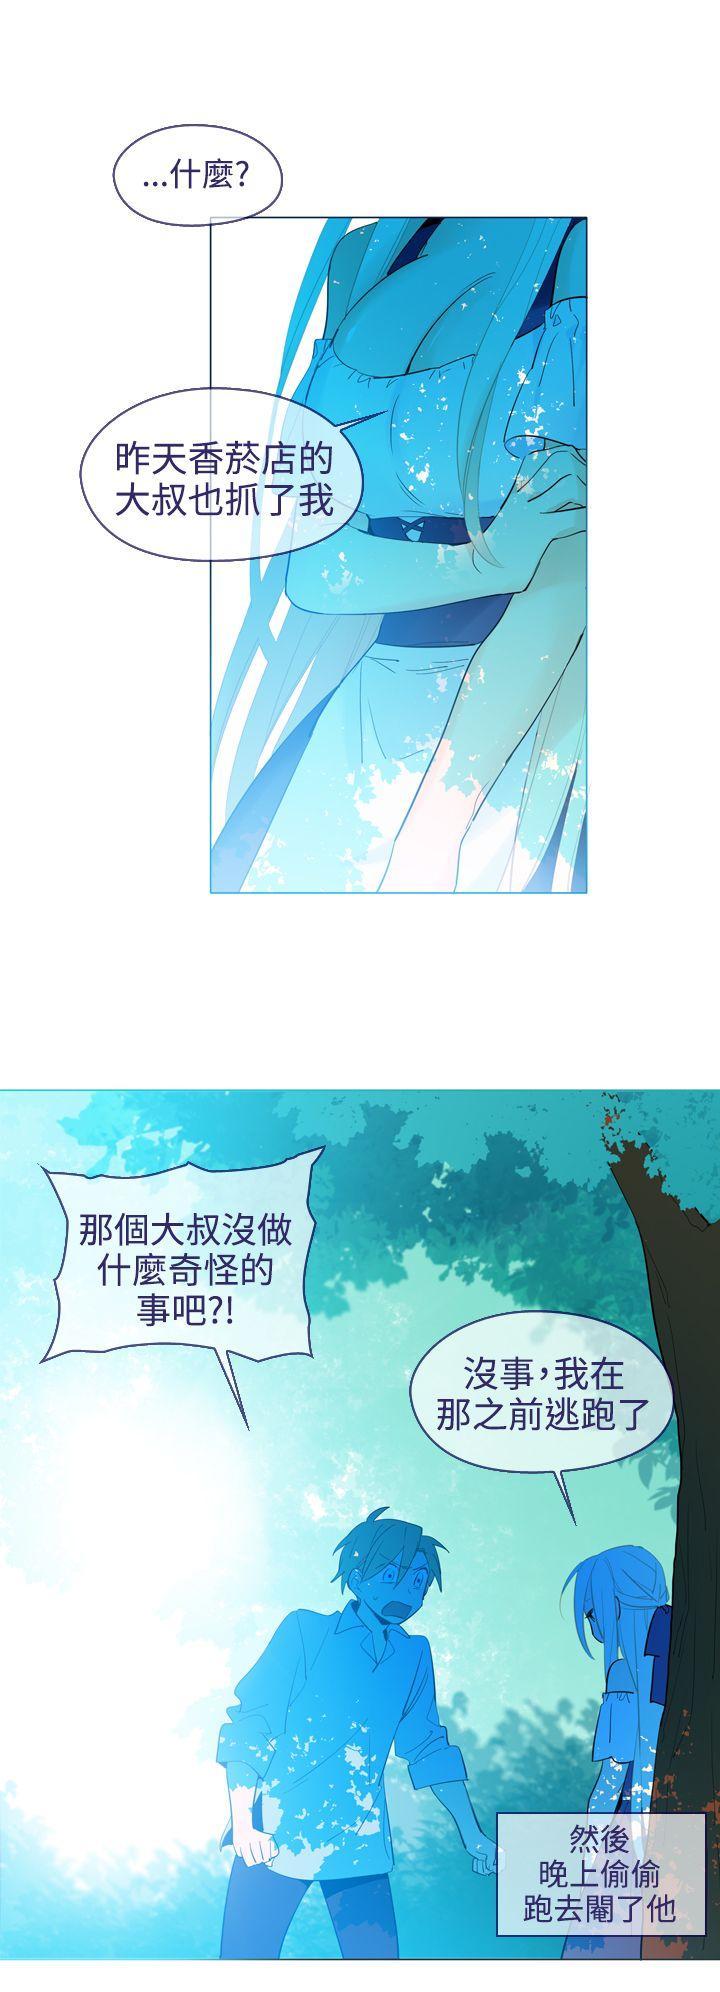 ...什麼?
昨天香菸店的
大叔也抓了我
那個大叔沒做
什麼奇怪的
事吧?!
沒事,我在
那之前逃跑了
然後
晚上偷偷
跑去閹了他